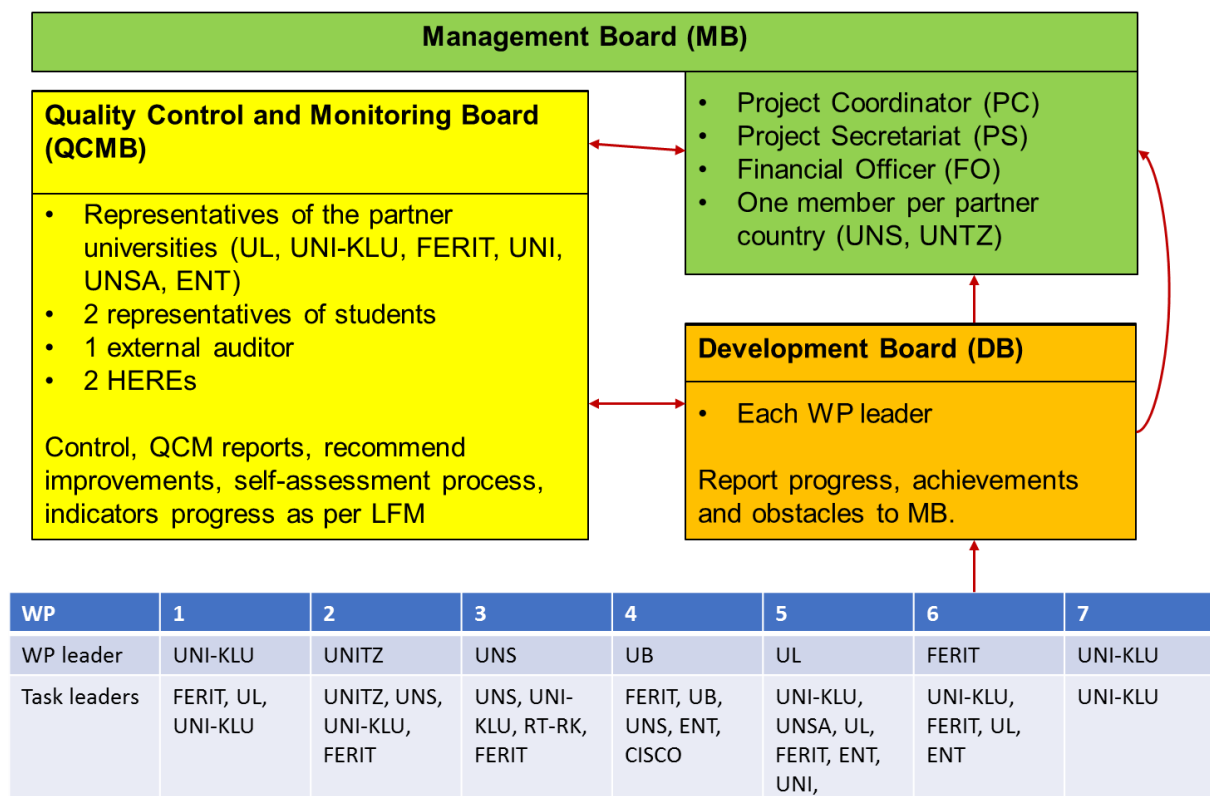 Management Board (MB)
Quality Control and Monitoring Board
(QCMB)
• Representatives of the partner
universities (UL, UNI-KLU, FERIT, UNI,
UNSA, ENT)
• 2 representatives of students
• 1 external auditor
• 2 HEREs
Control, QCM reports, recommend
improvements, self-assessment process,
indicators progress as per LFM
• Project Coordinator (PC)
• Project Secretariat (PS)
• Financial Officer (FO)
• One member per partner
country (UNS, UNTZ)
Development Board (DB)
• Each WP leader
Report progress, achievements
and obstacles to MB.
WP 1 2 3 4 5 6 7
WP leader UNI-KLU UNITZ UNS UB UL FERIT UNI-KLU
Task leaders
FERIT, UL,
UNI-KLU
UNITZ, UNS,
UNI-KLU,
FERIT
UNS, UNI-
KLU, RT-RK,
FERIT
FERIT, UB,
UNS, ENT,
CISCO
UNI-KLU,
UNSA, UL,
FERIT, ENT,
UNI,
UNI-KLU,
FERIT, UL,
ENT
UNI-KLU